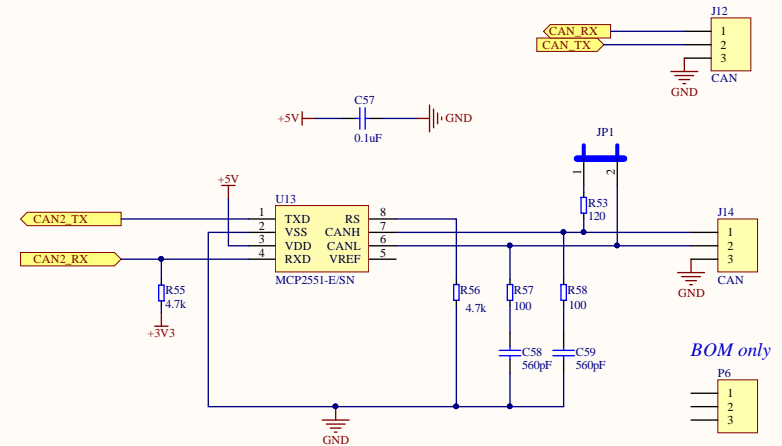 J12
CAN_RX 1
CAN_TX 2
3
GND
CAN
C57
+5V GND
0.1uF
JP1
1 2
+5V
U13
R53
120
J14
CAN2_TX 1 TXD RS 8
2 VSS CANH 7 1
3 VDD CANL 6 2
CAN2_RX 4 RXD VREF 5 3
MCP2551-E/SN
GND
CAN
R55
4.7k
+3V3
R56
4.7k
R57
100
R58
100
C58
560pF
C59
560pF
BOM only
P6
1
2
3
GND